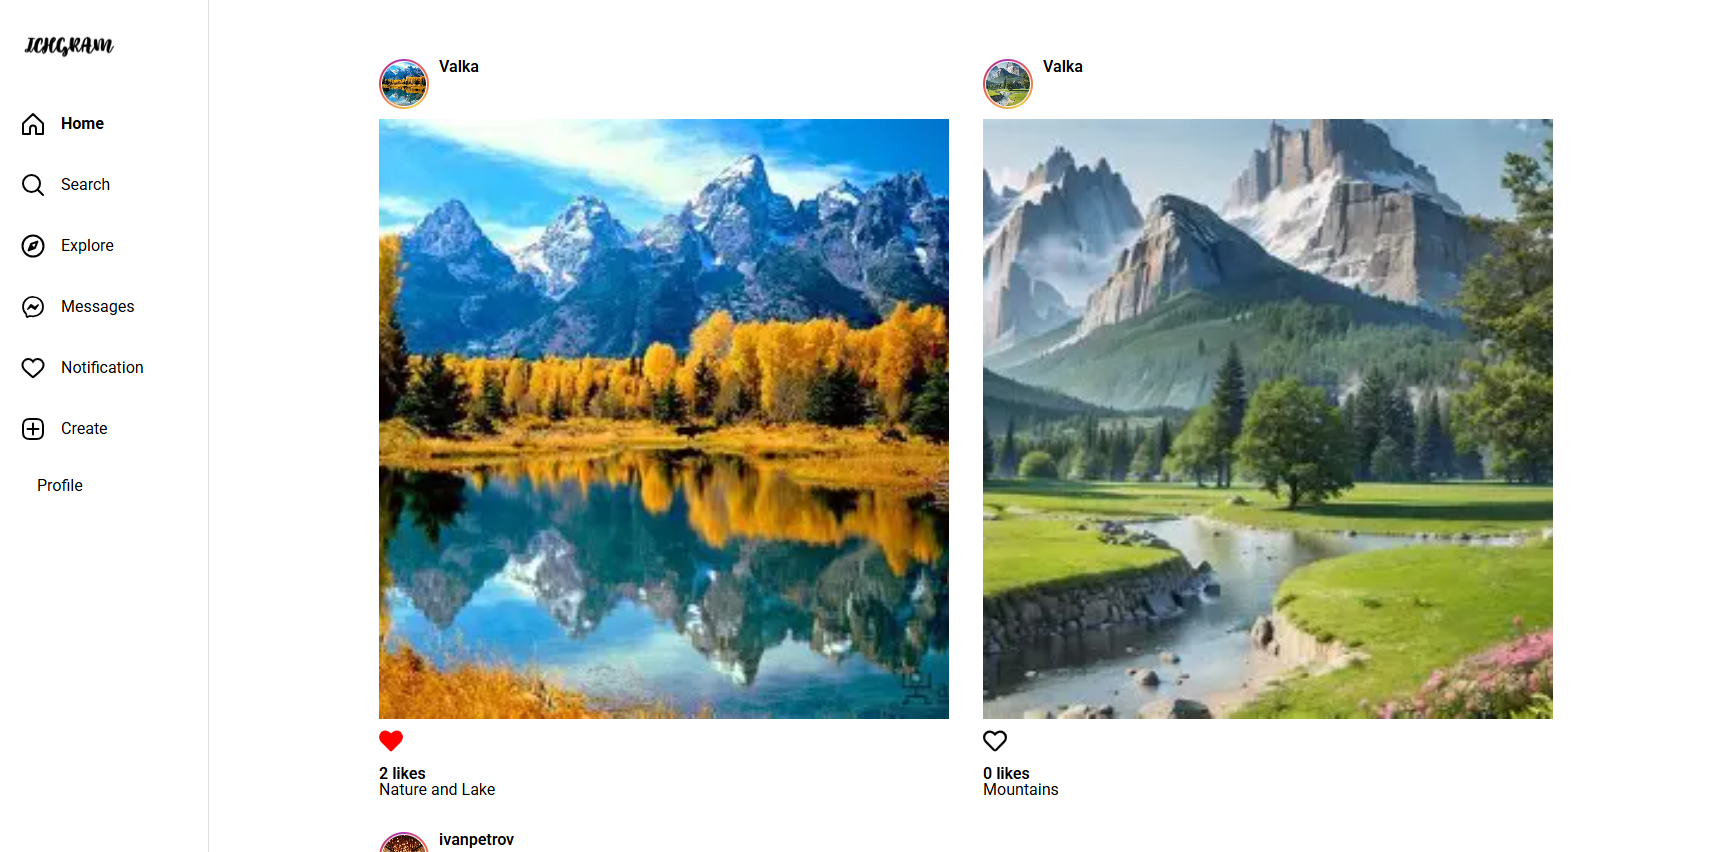 ICHGRAM
Home
Search
Explore
Messages
Notification
Create
Profile
Valka
2 likes
Nature and Lake
Valka
0 likes
Mountains
ivanpetrov